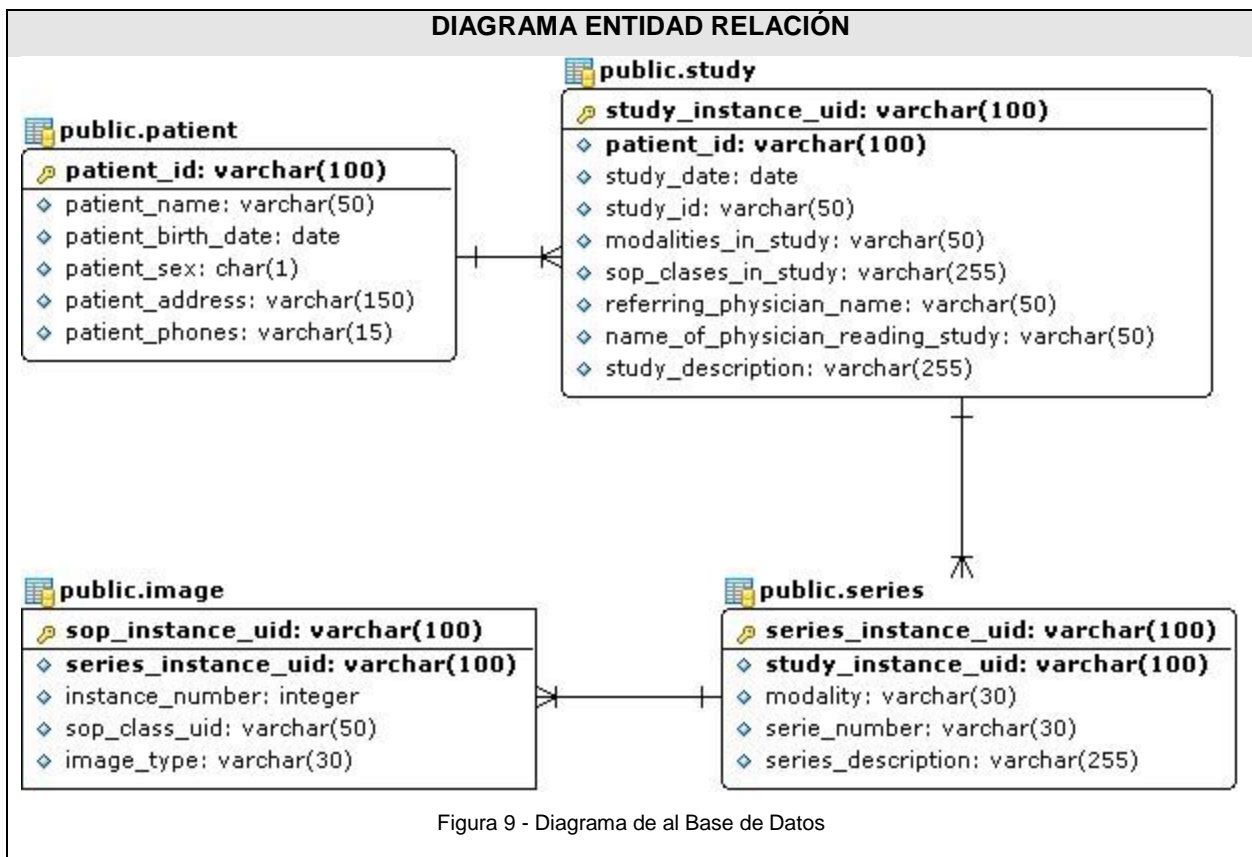 DIAGRAMA ENTIDAD RELACIÓN
public.patient
patient_id: varchar(100)
patient_name: varchar(50)
patient_birth_date: date
patient_sex: char(1)
patient_address: varchar(150)
patient_phones: varchar(15)
public.study
study_instance_uid: varchar(100)
patient_id: varchar(100)
study_date: date
study_id: varchar(50)
modalities_in_study: varchar(50)
sop_clases_in_study: varchar(255)
referring_physician_name: varchar(50)
name_of_physician_reading_study: varchar(50)
study_description: varchar(255)
public.image
sop_instance_uid: varchar(100)
series_instance_uid: varchar(100)
instance_number: integer
sop_class_uid: varchar(50)
image_type: varchar(30)
public.series
series_instance_uid: varchar(100)
study_instance_uid: varchar(100)
modality: varchar(30)
serie_number: varchar(30)
series_description: varchar(255)
Figura 9 - Diagrama de al Base de Datos